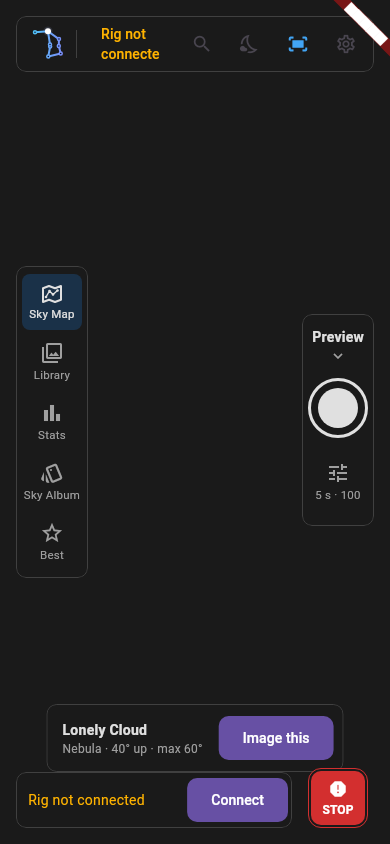 Rig not
connecte
Sky Map
Library
Stats
Sky Album
Best
Preview
5 s · 100
Lonely Cloud
Nebula · 40° up · max 60°
Image this
Rig not connected
Connect
STOP